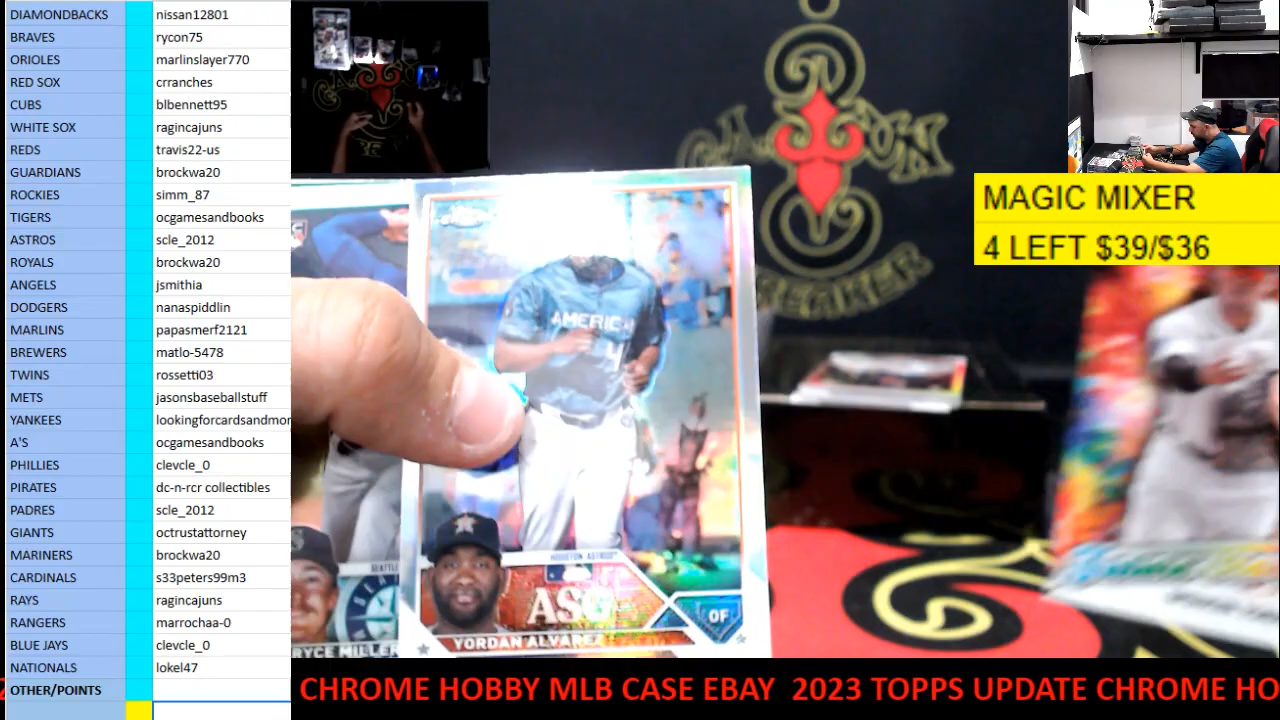 DIAMONDBACKS nissan12801
BRAVES rycon75
ORIOLES marlinslayer770
RED SOX crranches
CUBS blbennett95
WHITE SOX ragincajuns
REDS travis22-us
GUARDIANS brockwa20
ROCKIES simm_87
TIGERS ocgamesandbooks
ASTROS scle_2012
ROYALS brockwa20
ANGELS jsmithia
DODGERS nanaspiddlin
MARLINS papasmerf2121
BREWERS matlo-5478
TWINS rossetti03
METS jasonsbaseballstuff
YANKEES lookingforcardsandmor
A'S ocgamesandbooks
PHILLIES clevcle_0
PIRATES dc-n-rcr collectibles
PADRES scle_2012
GIANTS octrustattorney
MARINERS brockwa20
CARDINALS s33peters99m3
RAYS ragincajuns
RANGERS marrochaa-0
BLUE JAYS clevcle_0
NATIONALS lokel47
OTHER/POINTS
MAGIC MIXER
4 LEFT $39/$36
AMERIC
HOUSTON ASTROS
ASG
OF
YORDAN ALVAREZ
SEATTL
RYCE MILLER
CHROME HOBBY MLB CASE EBAY 2023 TOPPS UPDATE CHROME HO